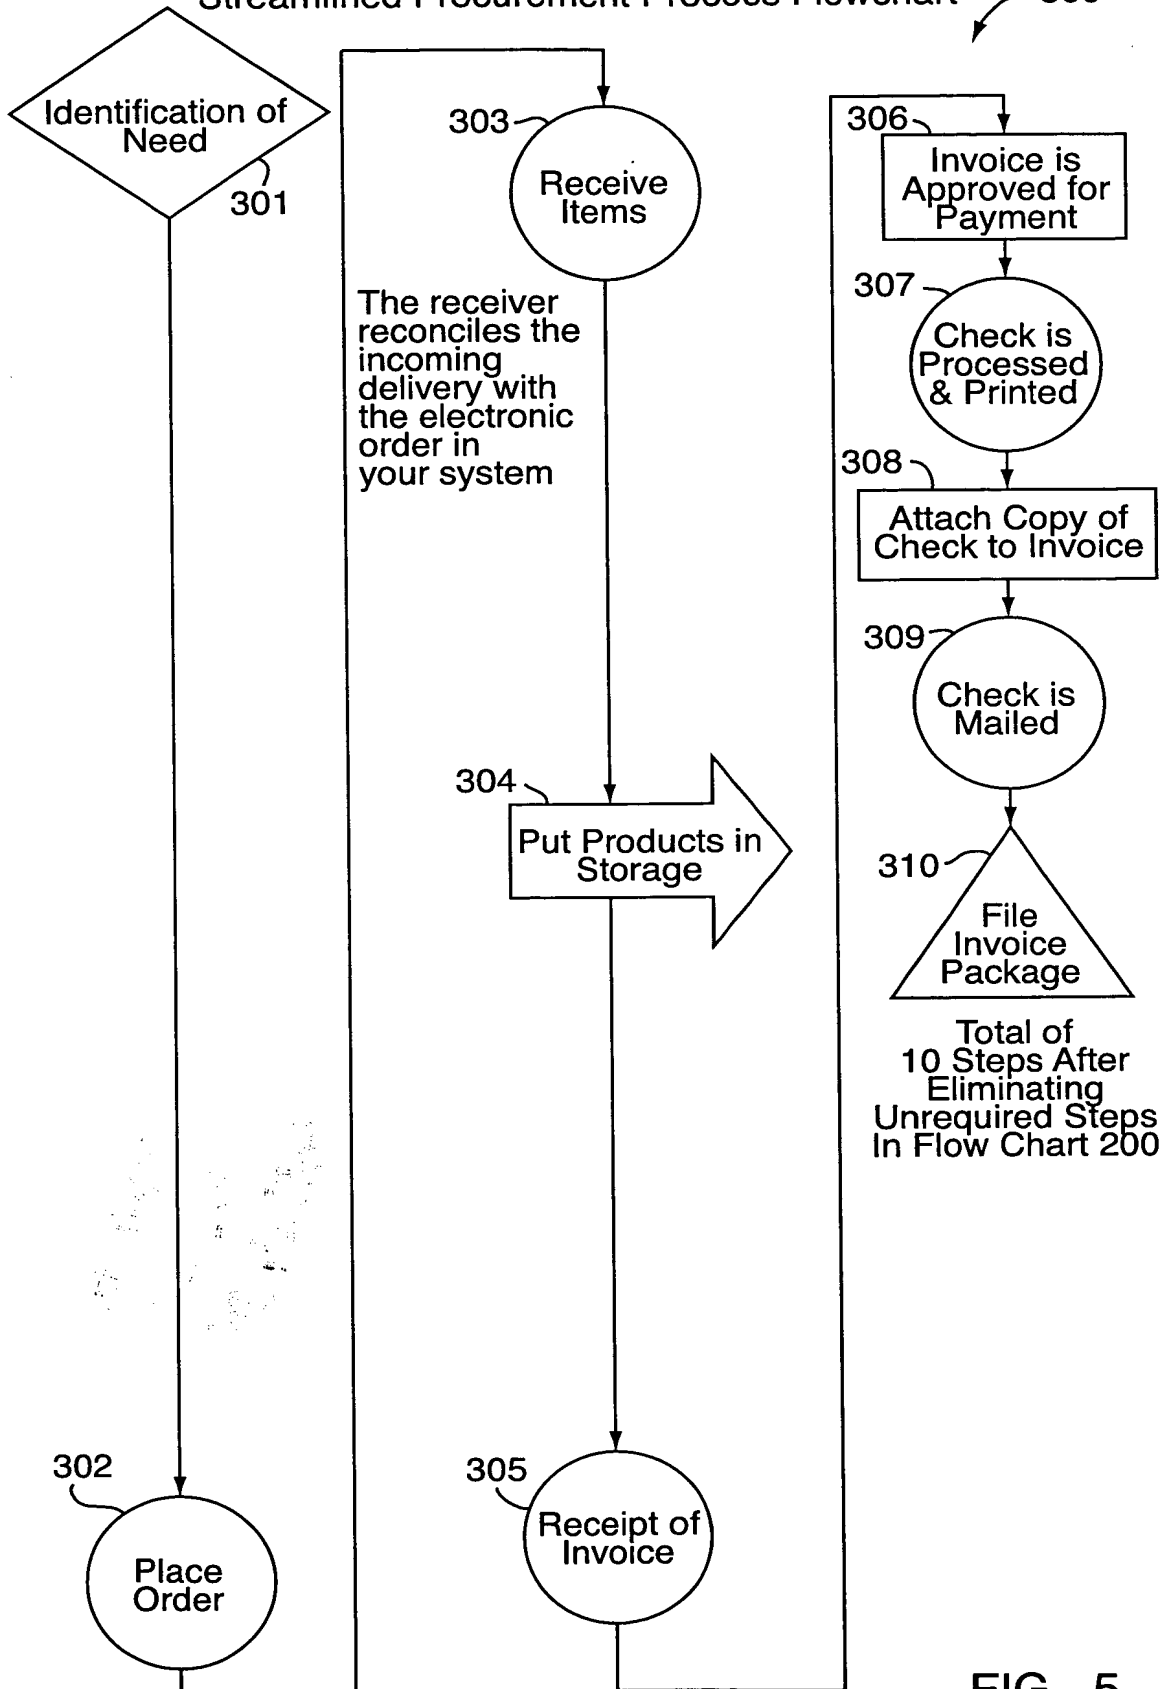 Streamlined Procurement Process Flowchart
Identification of
Need
301
302
Place
Order
303
Receive
Items
The receiver
reconciles the
incoming
delivery with
the electronic
order in
your system
304
Put Products in
Storage
305
Receipt of
Invoice
306
Invoice is
Approved for
Payment
307
Check is
Processed
& Printed
308
Attach Copy of
Check to Invoice
309
Check is
Mailed
310
File
Invoice
Package
Total of
10 Steps After
Eliminating
Unrequired Steps
In Flow Chart 200
FIG. 5